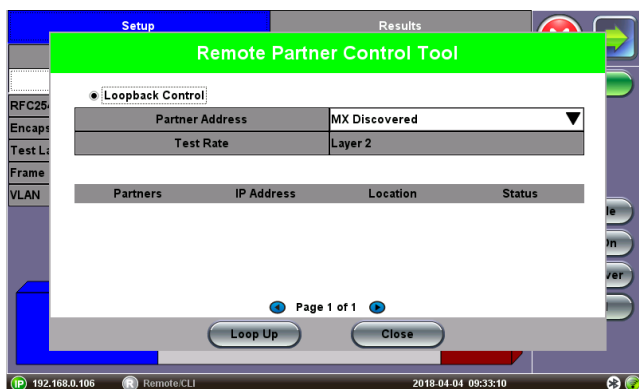 Setup
Results
Remote Partner Control Tool
Loopback Control
Partner Address
MX Discovered
Test Rate
Layer 2
Partners
IP Address
Location
Status
Page 1 of 1
Loop Up
Close
RFC25
Encaps
Test La
Frame
VLAN
le
On
ver
IP 192.168.0.106
R Remote/CLI
2018-04-04 09:33:10